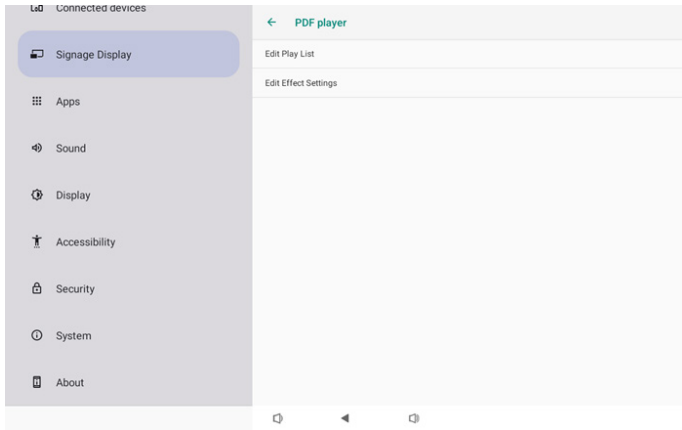 Connected devices
Signage Display
Apps
Sound
Display
Accessibility
Security
System
About
PDF player
Edit Play List
Edit Effect Settings